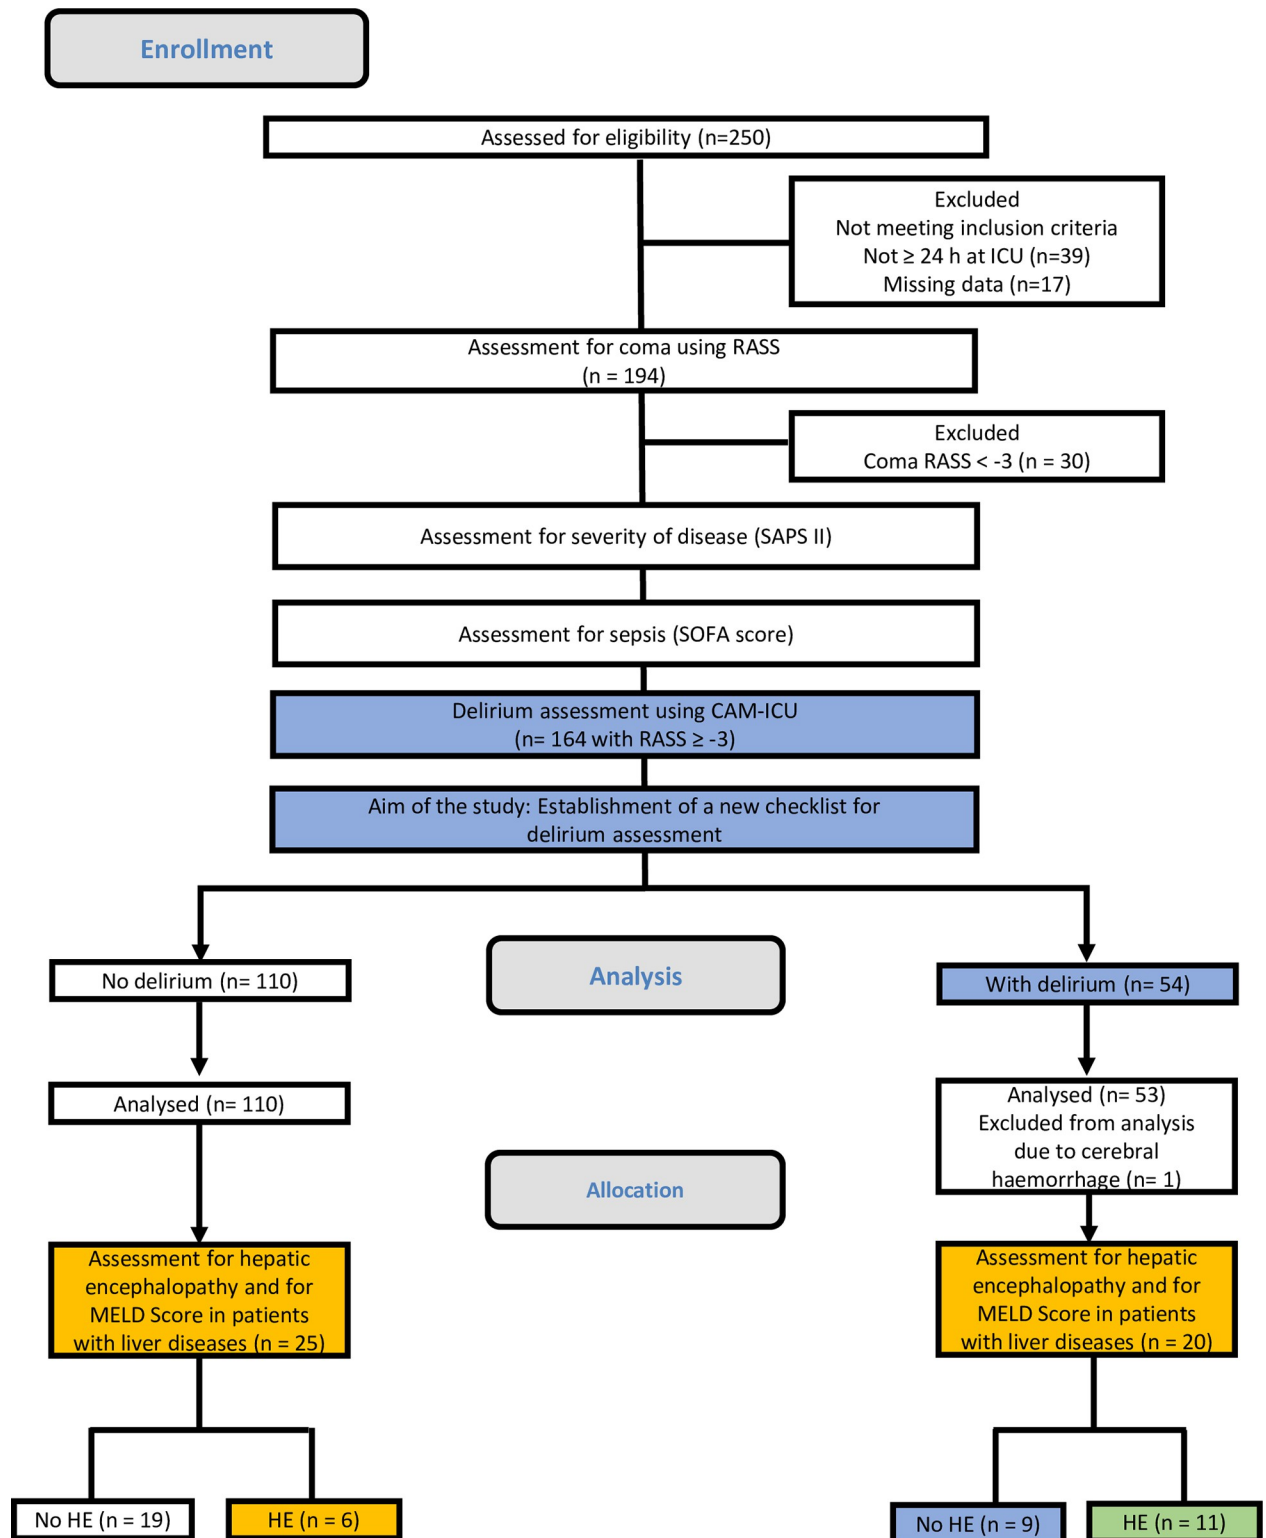 Enrollment
Assessed for eligibility (n=250)
Excluded
Not meeting inclusion criteria
Not ≥ 24 h at ICU (n=39)
Missing data (n=17)
Assessment for coma using RASS
(n = 194)
Excluded
Coma RASS < -3 (n = 30)
Assessment for severity of disease (SAPS II)
Assessment for sepsis (SOFA score)
Delirium assessment using CAM-ICU
(n= 164 with RASS ≥ -3)
Aim of the study: Establishment of a new checklist for
delirium assessment
No delirium (n= 110)
Analysis
With delirium (n= 54)
Analysed (n= 110)
Analysed (n= 53)
Excluded from analysis
due to cerebral
haemorrhage (n= 1)
Allocation
Assessment for hepatic
encephalopathy and for
MELD Score in patients
with liver diseases (n = 25)
Assessment for hepatic
encephalopathy and for
MELD Score in patients
with liver diseases (n = 20)
No HE (n = 19)
HE (n = 6)
No HE (n = 9)
HE (n = 11)